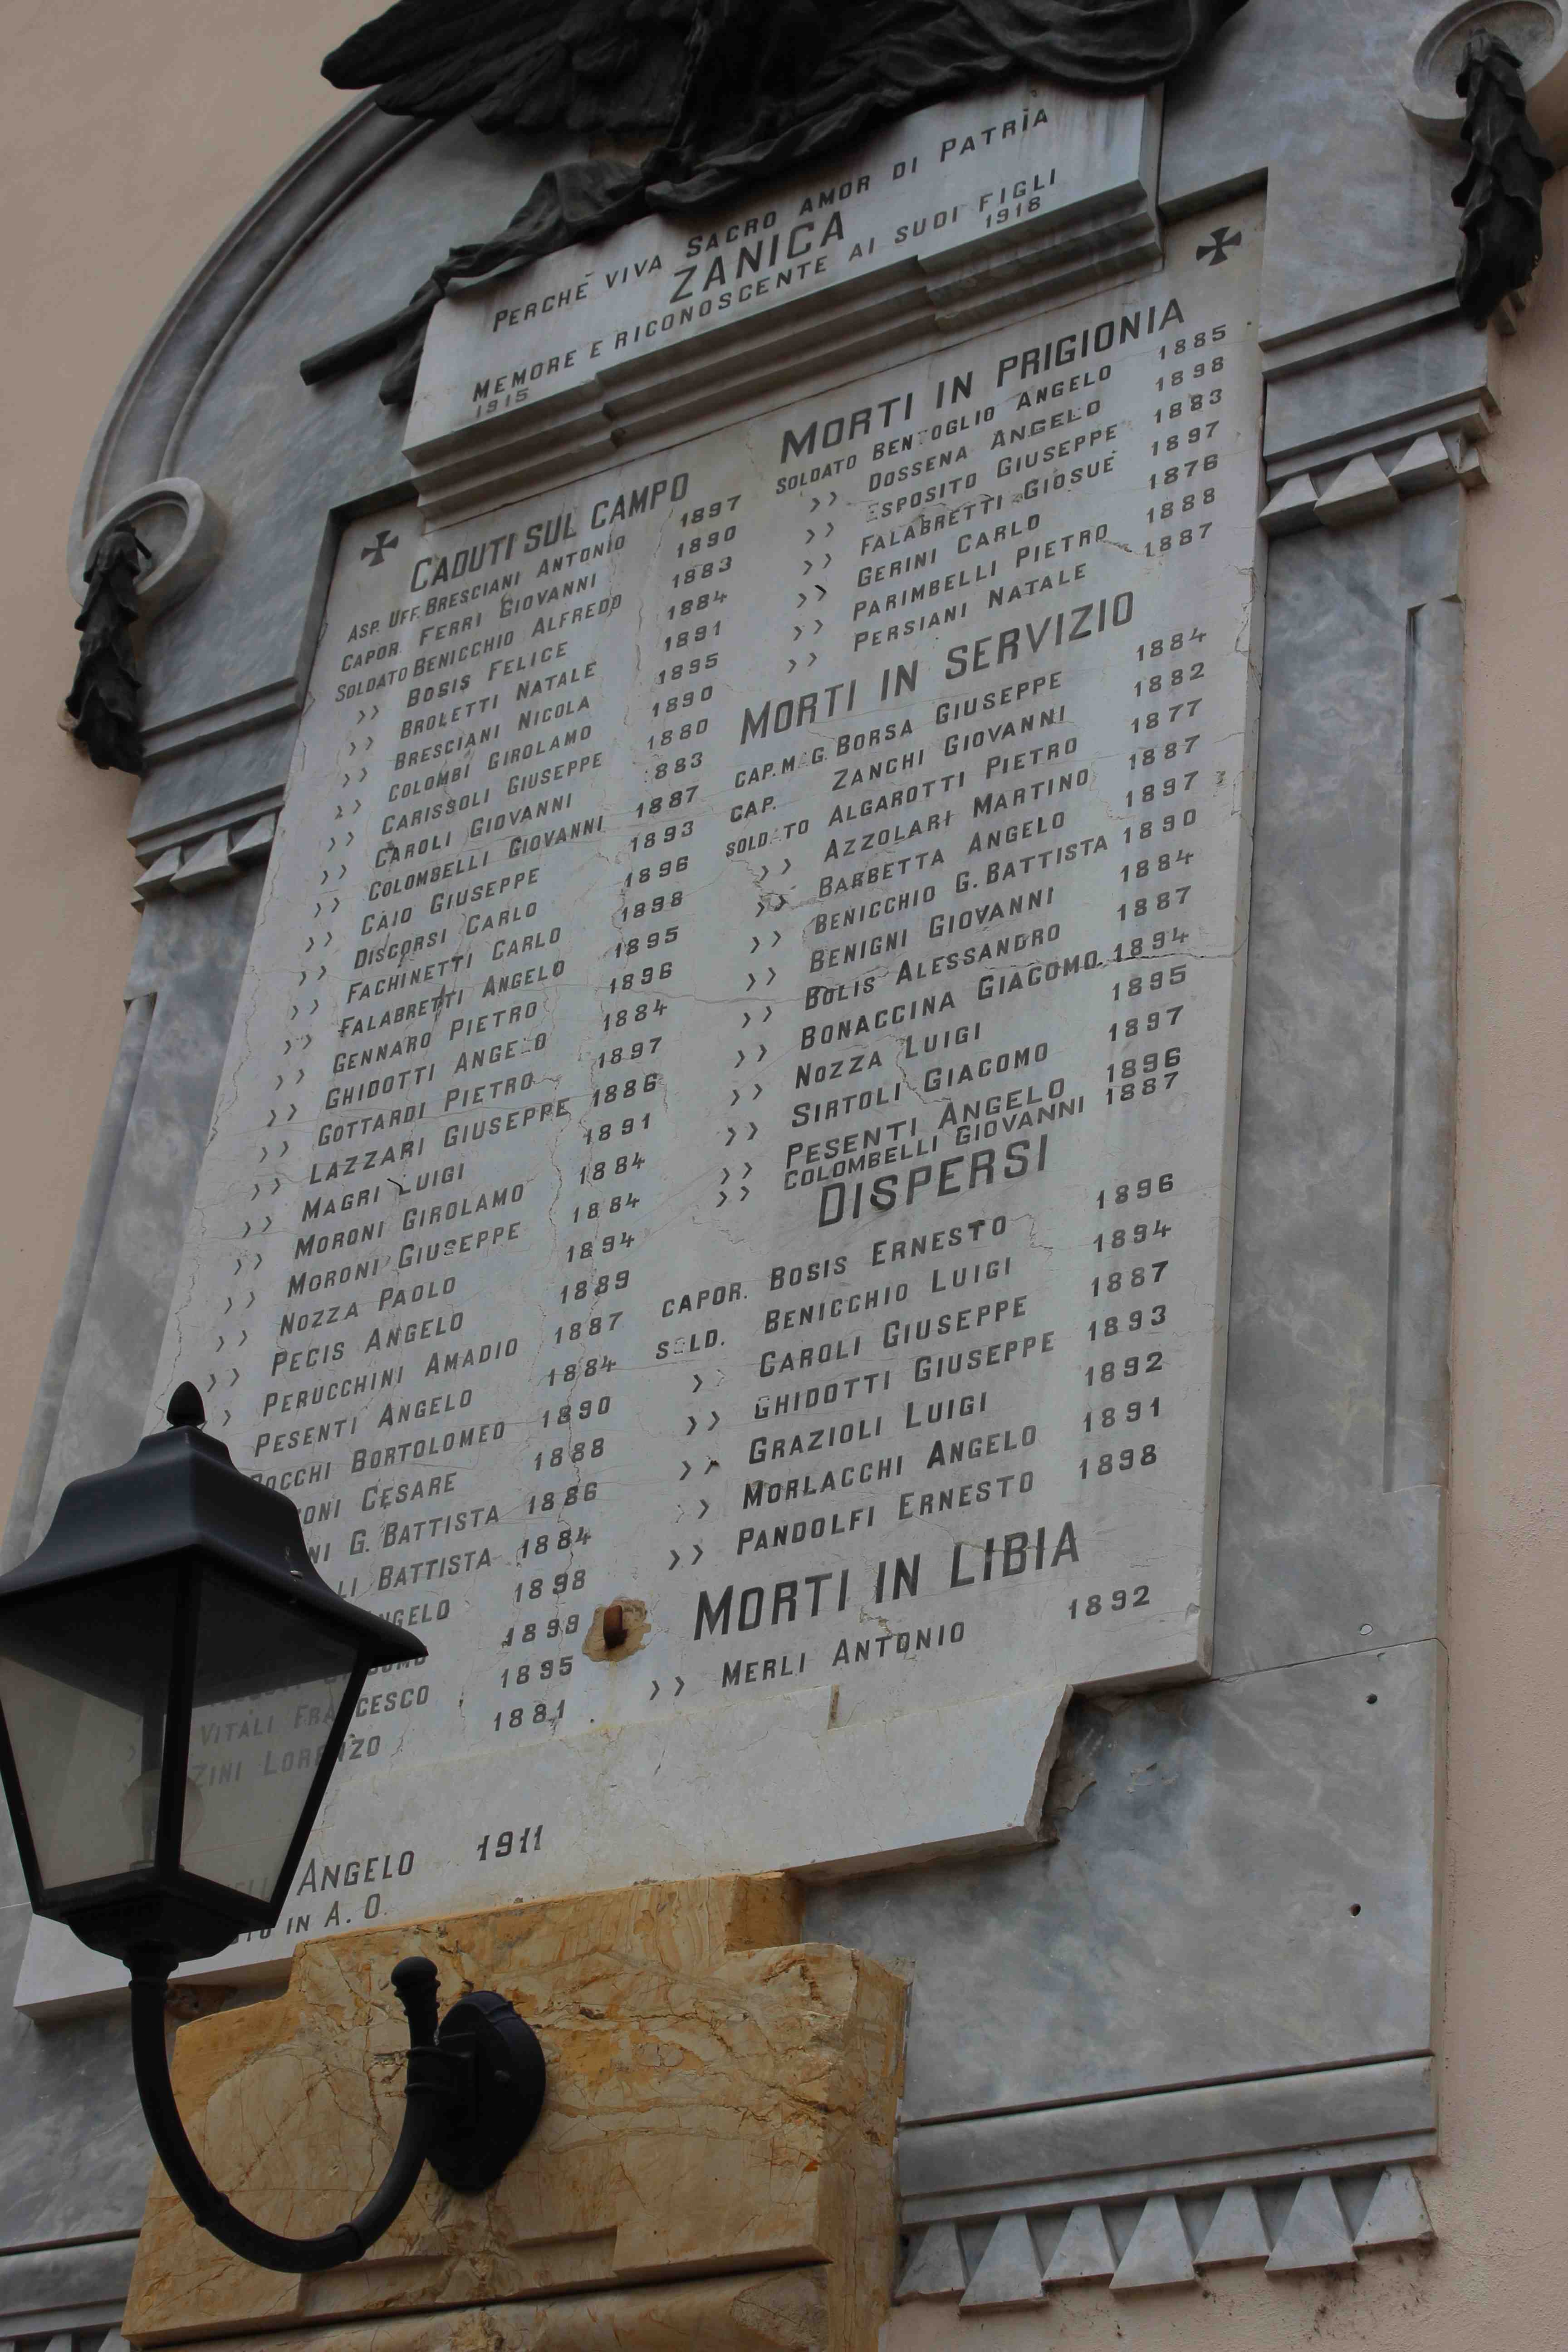 PERCHÈ VIVA SACRO AMOR DI PATRIA
ZANICA
MEMORE E RICONOSCENTE AI SUOI FIGLI
1915 1918
CADUTI SUL CAMPO
ASP. UFF. BRESCIANI ANTONIO 1897
CAPOR. FERRI GIOVANNI 1890
SOLDATO BENICCHIO ALFREDO 1883
›› BOSIS FELICE 1884
›› BROLETTI NATALE 1891
›› BRESCIANI NICOLA 1895
›› COLOMBI GIROLAMO 1890
›› CARISSOLI GIUSEPPE 1880
›› CAROLI GIOVANNI 883
›› COLOMBELLI GIOVANNI 1887
›› CAIO GIUSEPPE 1893
›› DISCORSI CARLO 1896
›› FACHINETTI CARLO 1898
›› FALABRETTI ANGELO 1895
›› GENNARO PIETRO 1896
›› GHIDOTTI ANGELO 1884
›› GOTTARDI PIETRO 1897
›› LAZZARI GIUSEPPE 1886
›› MAGRI LUIGI 1891
›› MORONI GIROLAMO 1884
›› MORONI GIUSEPPE 1884
›› NOZZA PAOLO 1894
›› PECIS ANGELO 1889
›› PERUCCHINI AMADIO 1887
PESENTI ANGELO 1884
ROCCHI BORTOLOMEO 1890
CESARE 1888
G. BATTISTA 1886
BATTISTA 1884
ANGELO 1898
1899
VITALI FRANCESCO 1895
LORENZO 1881
ANGELO 1911
IN A. O.
MORTI IN PRIGIONIA
SOLDATO BENTOGLIO ANGELO 1885
›› DOSSENA ANGELO 1898
›› ESPOSITO GIUSEPPE 1883
›› FALABRETTI GIOSUÈ 1897
›› GERINI CARLO 1876
›› PARIMBELLI PIETRO 1888
›› PERSIANI NATALE 1887
MORTI IN SERVIZIO
CAP. M. G. BORSA GIUSEPPE 1884
CAP. ZANCHI GIOVANNI 1882
SOLDATO ALGAROTTI PIETRO 1877
›› AZZOLARI MARTINO 1887
›› BARBETTA ANGELO 1897
›› BENICCHIO G. BATTISTA 1890
›› BENIGNI GIOVANNI 1884
›› BOLIS ALESSANDRO 1887
›› BONACCINA GIACOMO 1894
›› NOZZA LUIGI 1895
›› SIRTOLI GIACOMO 1897
›› PESENTI ANGELO 1896
›› COLOMBELLI GIOVANNI 1887
DISPERSI
CAPOR. BOSIS ERNESTO 1896
SOLD. BENICCHIO LUIGI 1894
›› CAROLI GIUSEPPE 1887
›› GHIDOTTI GIUSEPPE 1893
›› GRAZIOLI LUIGI 1892
›› MORLACCHI ANGELO 1891
›› PANDOLFI ERNESTO 1898
MORTI IN LIBIA
›› MERLI ANTONIO 1892